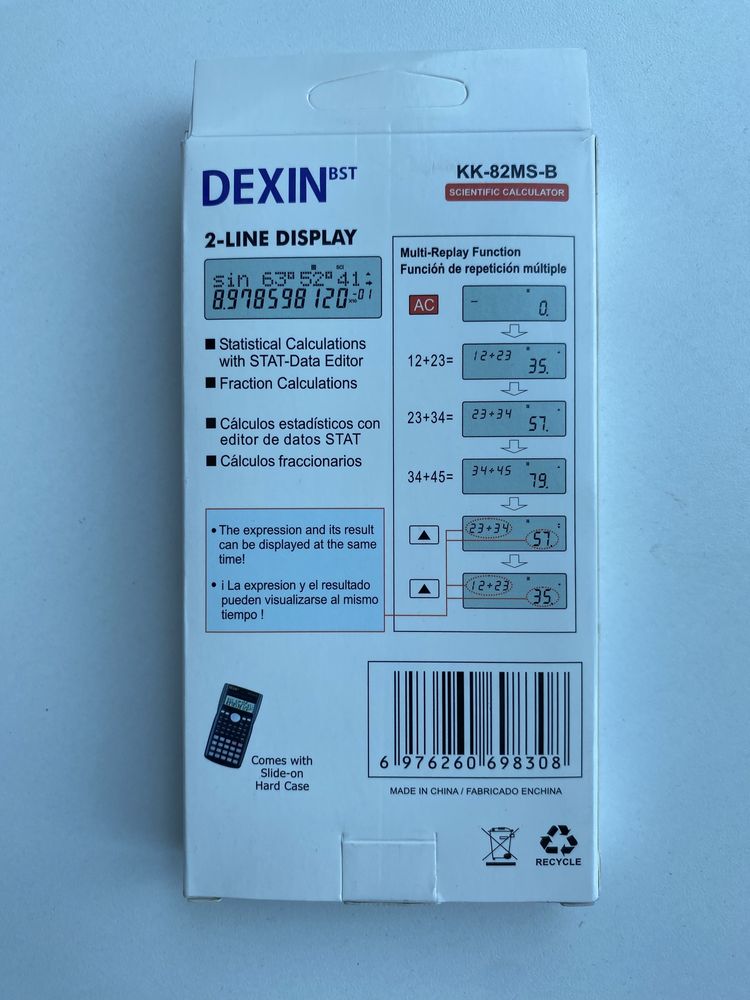 DEXIN BST
KK-82MS-B
SCIENTIFIC CALCULATOR
2-LINE DISPLAY
SCI
sin 63°52°41
8.978598120x10-01
■ Statistical Calculations
with STAT-Data Editor
■ Fraction Calculations
■ Cálculos estadísticos con
editor de datos STAT
■ Cálculos fraccionarios
• The expression and its result
can be displayed at the same
time!
• ¡ La expresion y el resultado
pueden visualizarse al mismo
tiempo !
Multi-Replay Function
Función de repetición múltiple
AC
0.
12+23=
12+23
35.
23+34=
23+34
57.
34+45=
34+45
79.
▲
23+34
57.
▲
12+23
35.
DEXIN
Comes with
Slide-on
Hard Case
6 976260 698308
MADE IN CHINA / FABRICADO ENCHINA
RECYCLE